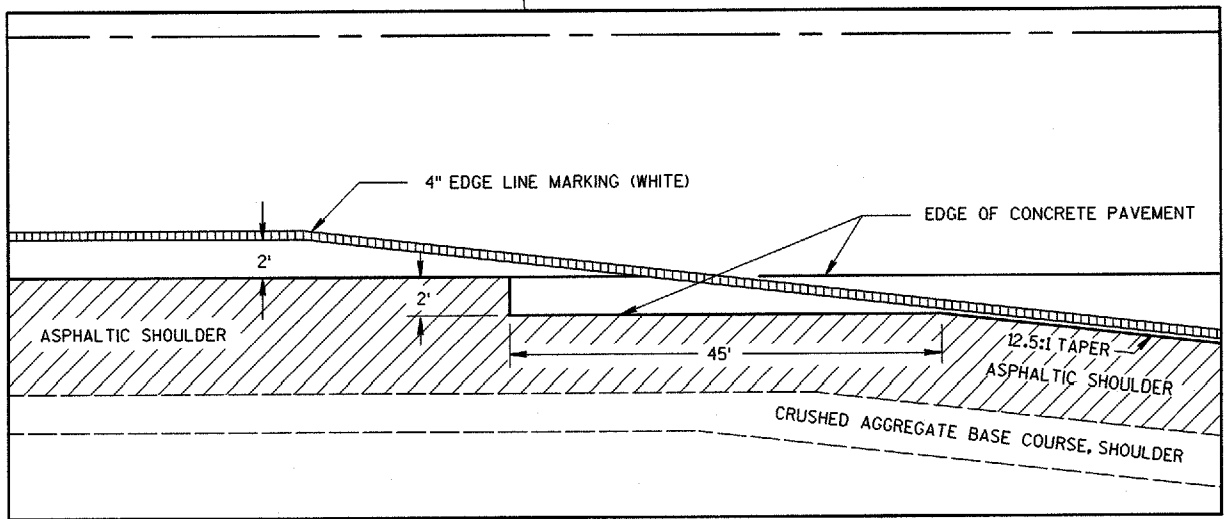 4" EDGE LINE MARKING (WHITE)
EDGE OF CONCRETE PAVEMENT
2'
2'
ASPHALTIC SHOULDER
45'
12.5:1 TAPER
ASPHALTIC SHOULDER
CRUSHED AGGREGATE BASE COURSE, SHOULDER